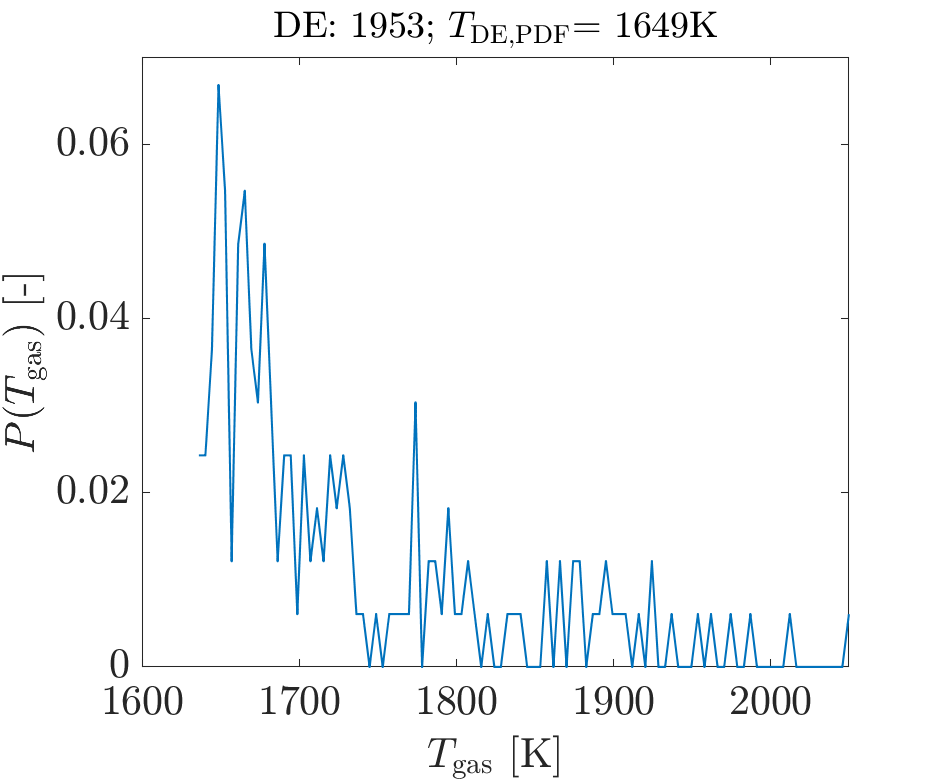 DE: 1953; T_DE,PDF= 1649K
0.06
0.04
0.02
0
P(T_gas) [-]
1600 1700 1800 1900 2000
T_gas [K]